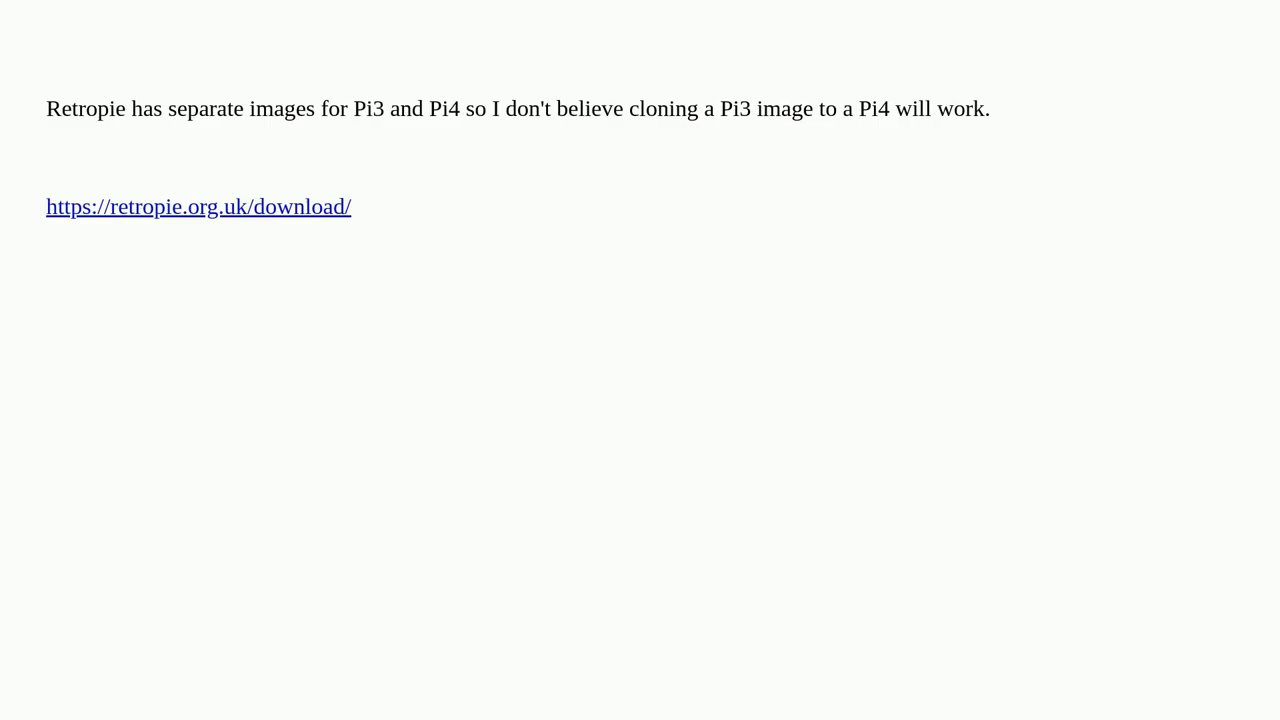 Retropie has separate images for Pi3 and Pi4 so I don't believe cloning a Pi3 image to a Pi4 will work.
https://retropie.org.uk/download/